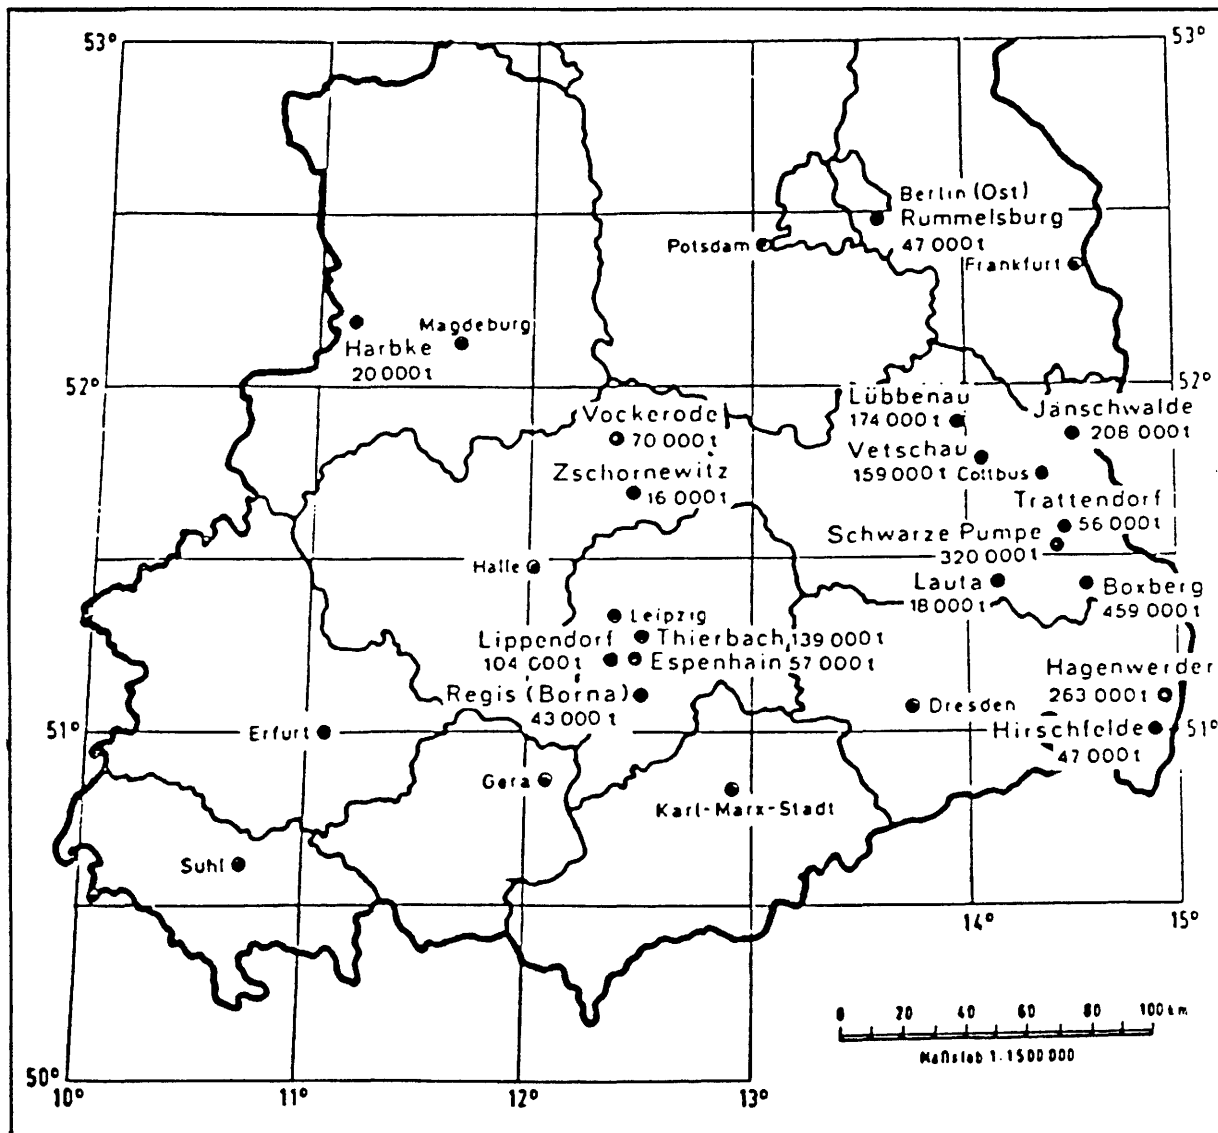 53°
53°
Berlin (Ost)
Rummelsburg
47 000 t
Potsdam
Frankfurt
Magdeburg
Harbke
20 000 t
52°
52°
Lübbenau
174 000 t
Jänschwalde
208 000 t
Vockerode
70 000 t
Vetschau
159 000 t
Cottbus
Zschornewitz
16 000 t
Trattendorf
56 000 t
Schwarze Pumpe
320 000 t
Halle
Lauta
18 000 t
Boxberg
459 000 t
Leipzig
Lippendorf
104 000 t
Thierbach 139 000 t
Espenhain 57 000 t
Regis (Borna)
43 000 t
Hagenwerder
263 000 t
Dresden
51°
Erfurt
Hirschfelde
47 000 t
51°
Gera
Karl-Marx-Stadt
Suhl
14°
15°
0 20 40 60 80 100 km
Maßstab 1:1500 000
50°
10°
11°
12°
13°